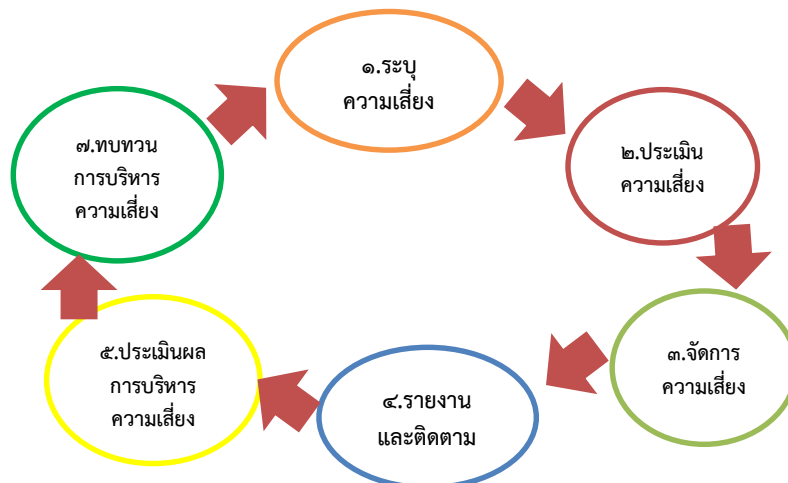 ๑.ระบุ
ความเสี่ยง
๒.ประเมิน
ความเสี่ยง
๓.จัดการ
ความเสี่ยง
๔.รายงาน
และติดตาม
๕.ประเมินผล
การบริหาร
ความเสี่ยง
๗.ทบทวน
การบริหาร
ความเสี่ยง